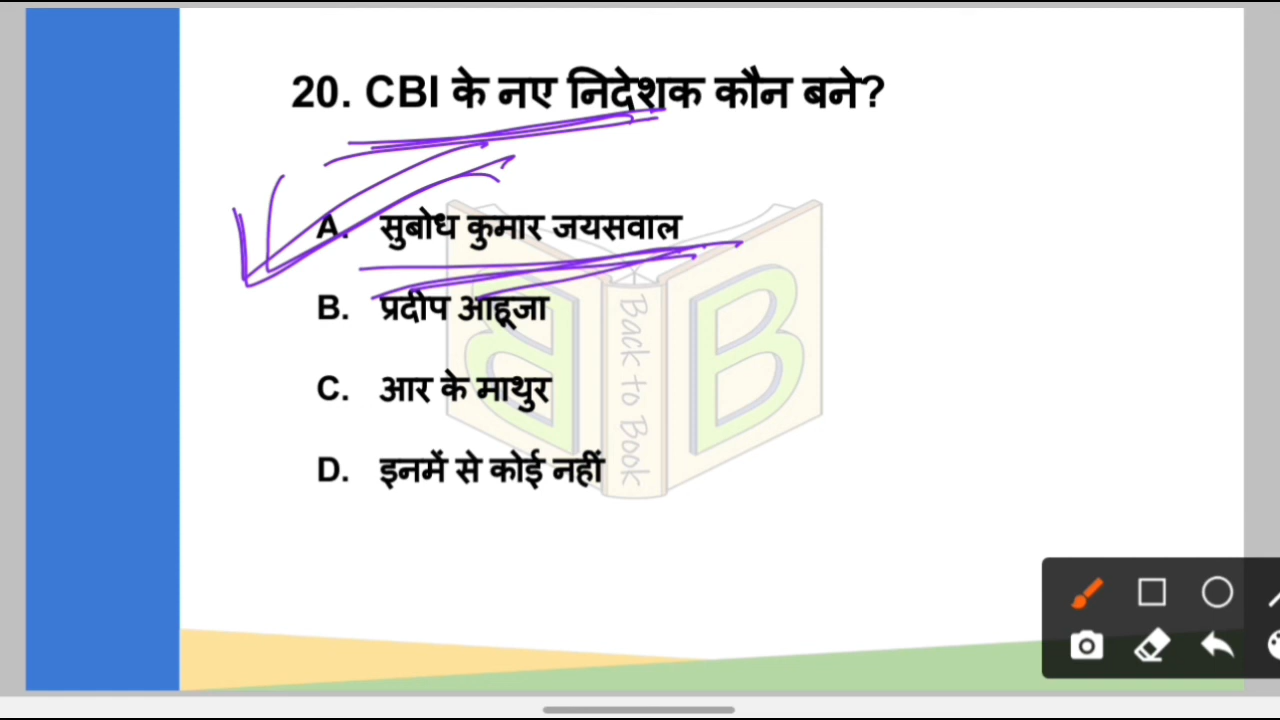 20. CBI के नए निदेशक कौन बने?
A. सुबोध कुमार जयसवाल
B. प्रदीप आहूजा
C. आर के माथुर
D. इनमें से कोई नहीं
B B
Back to Book